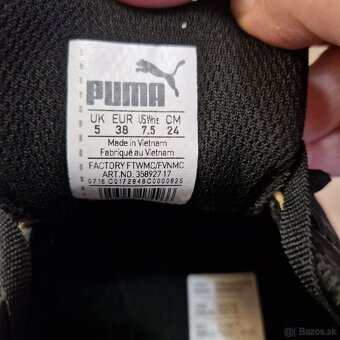 PUMA
UK EUR US Wns CM
5 38 7.5 24
Made in Vietnam
Fabriqué au Vietnam
FACTORY FTWMC/FVNMC
ART.NO. 358927 17
bazos.sk